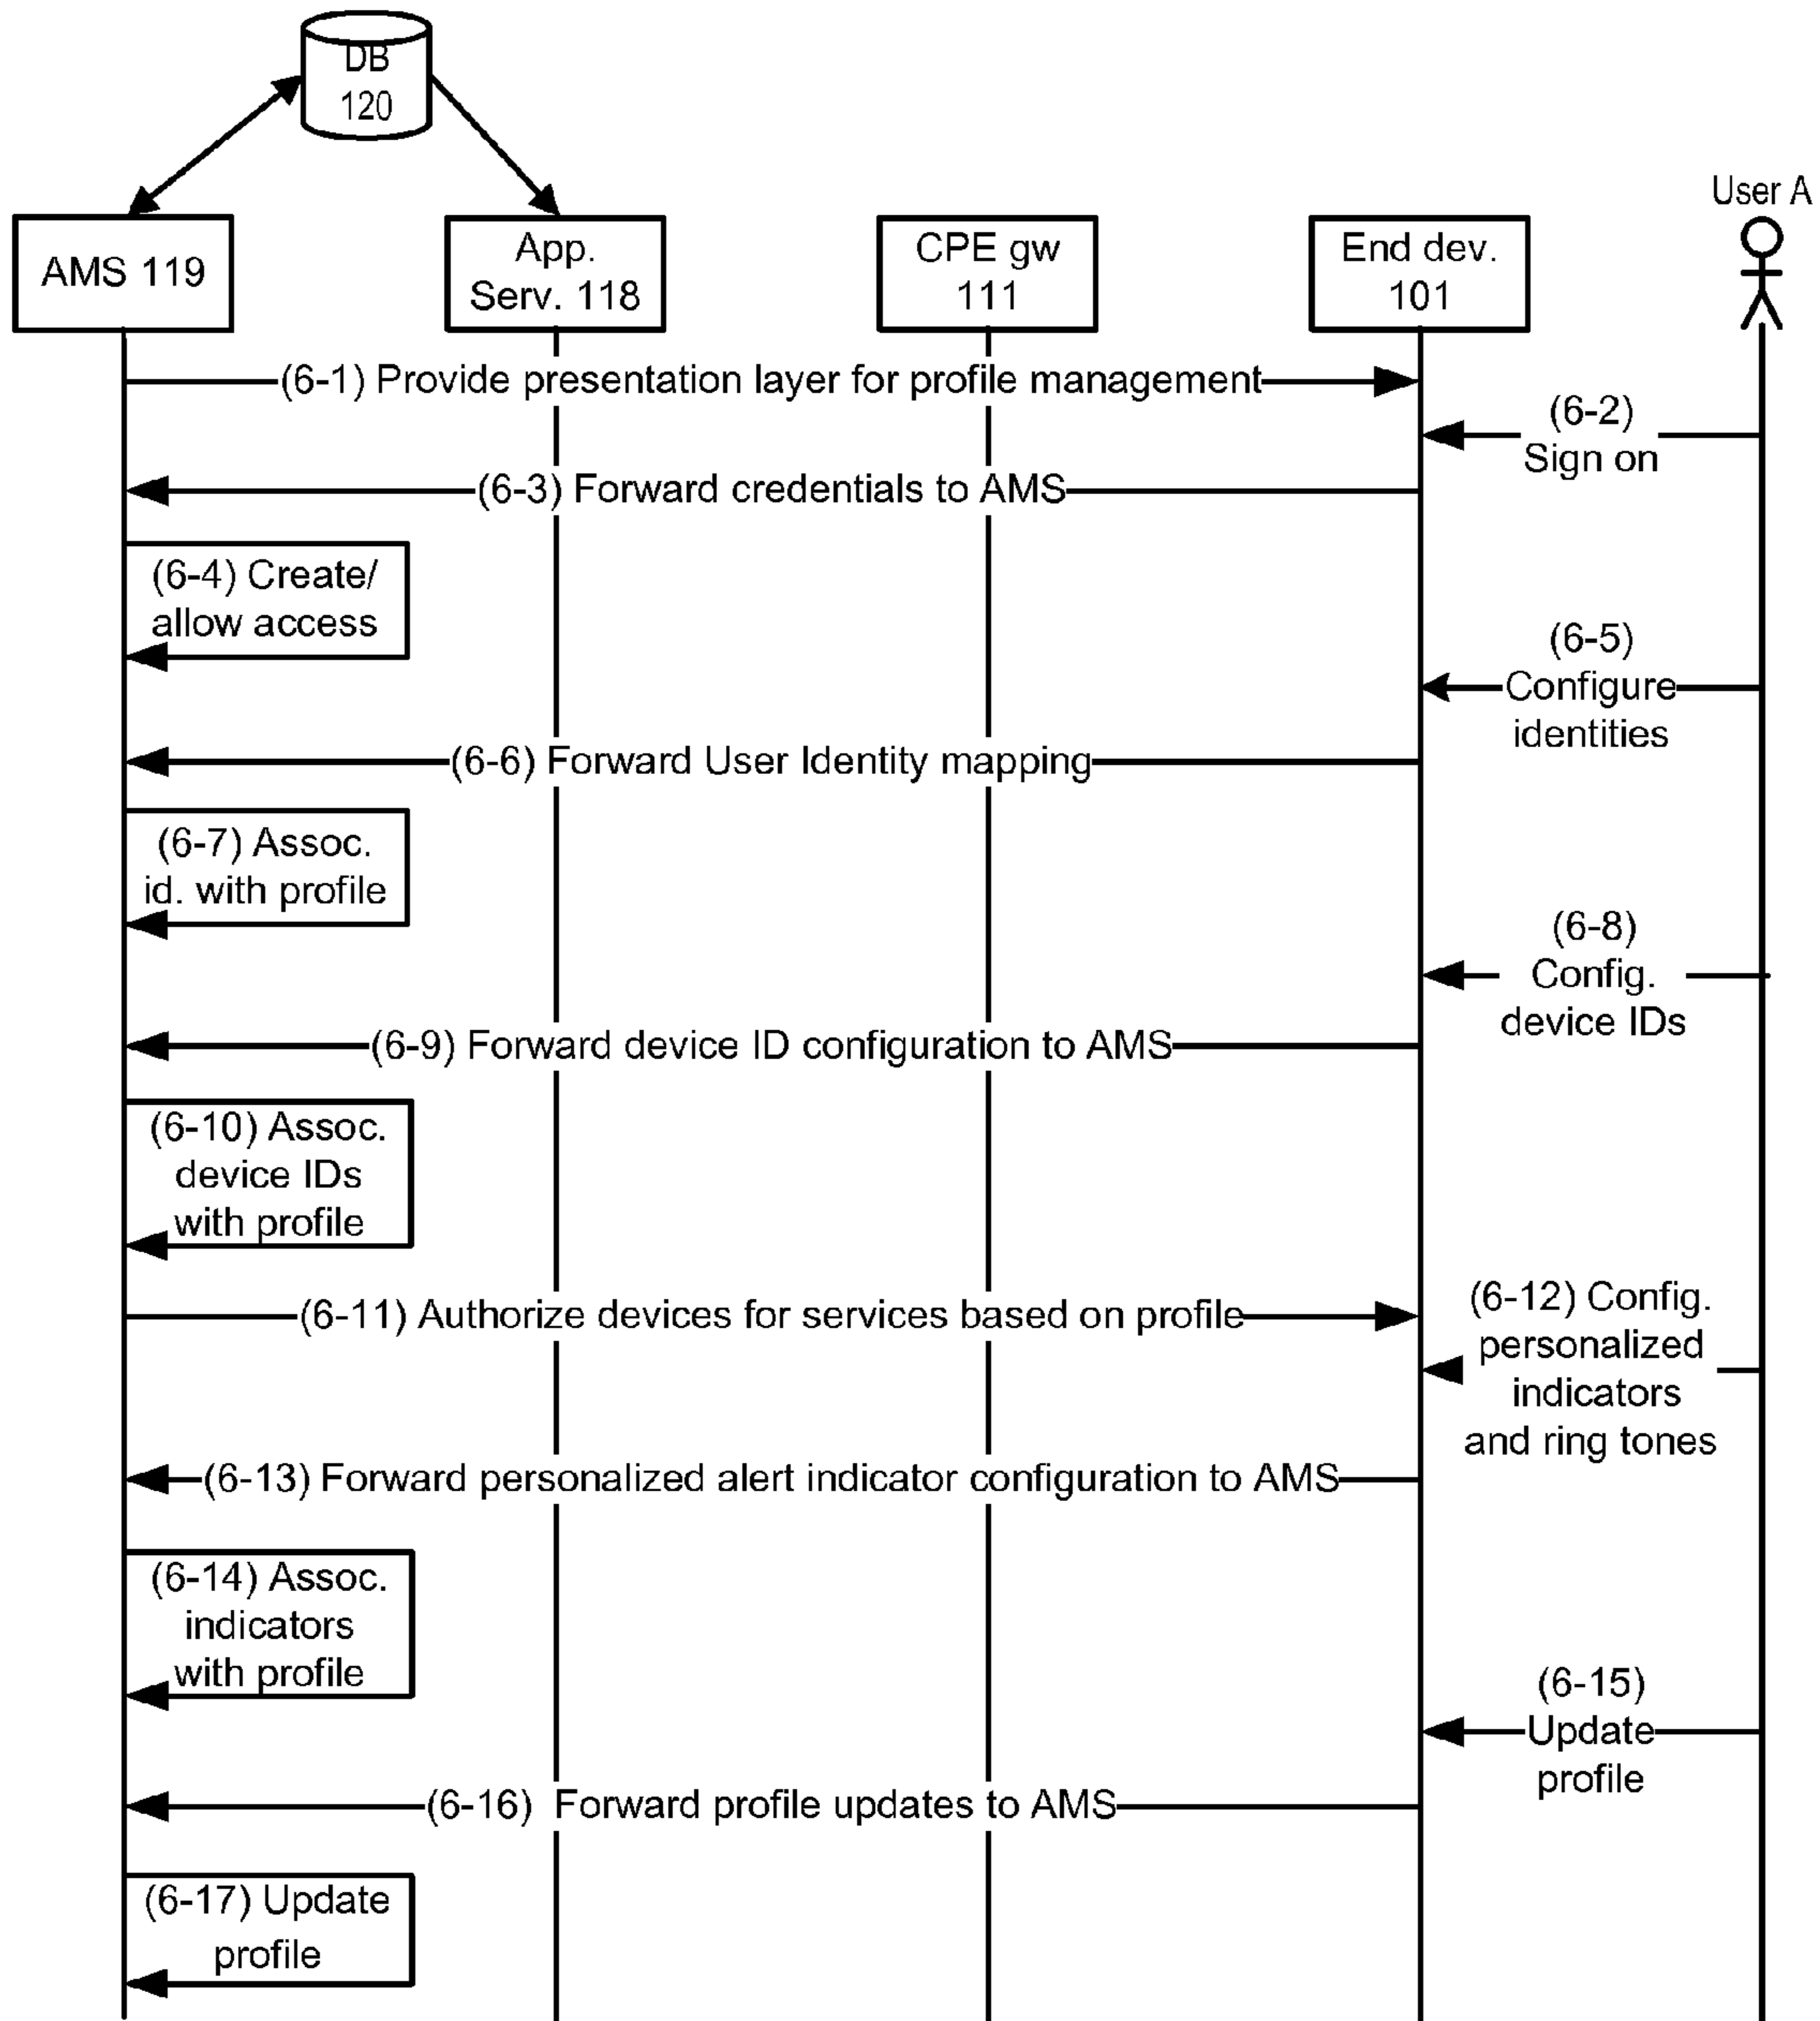 DB
120
User A
AMS 119
App.
Serv. 118
CPE gw
111
End dev.
101
(6-1) Provide presentation layer for profile management
(6-2)
Sign on
(6-3) Forward credentials to AMS
(6-4) Create/
allow access
(6-5)
Configure
identities
(6-6) Forward User Identity mapping
(6-7) Assoc.
id. with profile
(6-8)
Config.
device IDs
(6-9) Forward device ID configuration to AMS
(6-10) Assoc.
device IDs
with profile
(6-11) Authorize devices for services based on profile
(6-12) Config.
personalized
indicators
and ring tones
(6-13) Forward personalized alert indicator configuration to AMS
(6-14) Assoc.
indicators
with profile
(6-15)
Update
profile
(6-16) Forward profile updates to AMS
(6-17) Update
profile